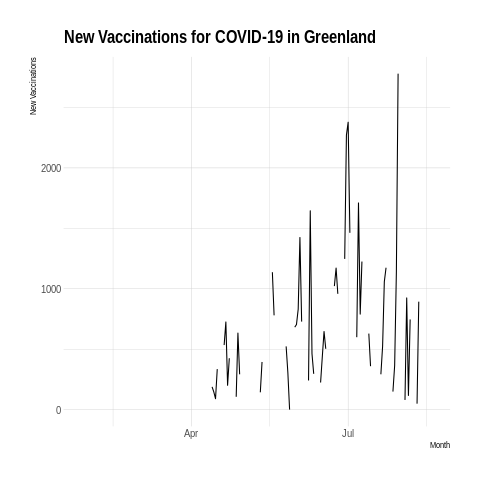 New Vaccinations for COVID-19 in Greenland
New Vaccinations
2000
1000
0
Apr
Jul
Month